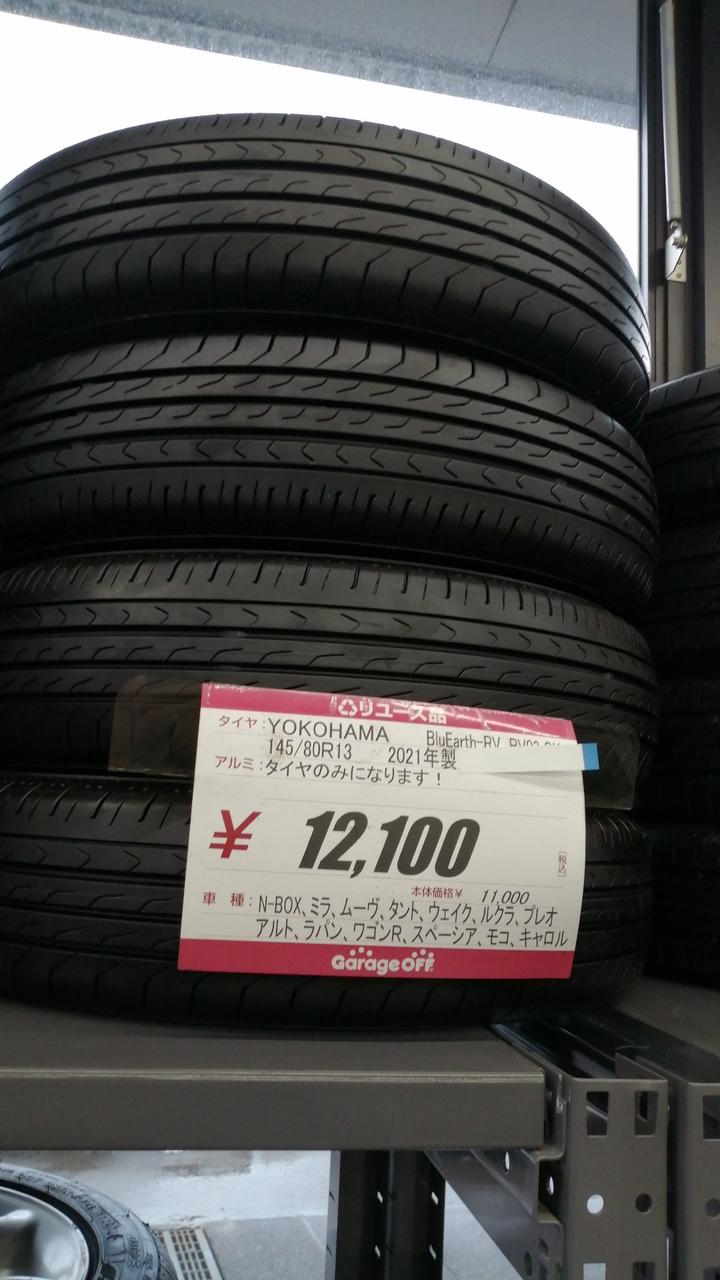 リユース品
タイヤ:YOKOHAMA BluEarth-RV
145/80R13 2021年製
アルミ:タイヤのみになります!
¥ 12,100
(税込)
本体価格¥ 11,000
車 種:N-BOX、ミラ、ムーヴ、タント、ウェイク、ルクラ、プレオ
アルト、ラパン、ワゴンR、スペーシア、モコ、キャロル
GarageOFF